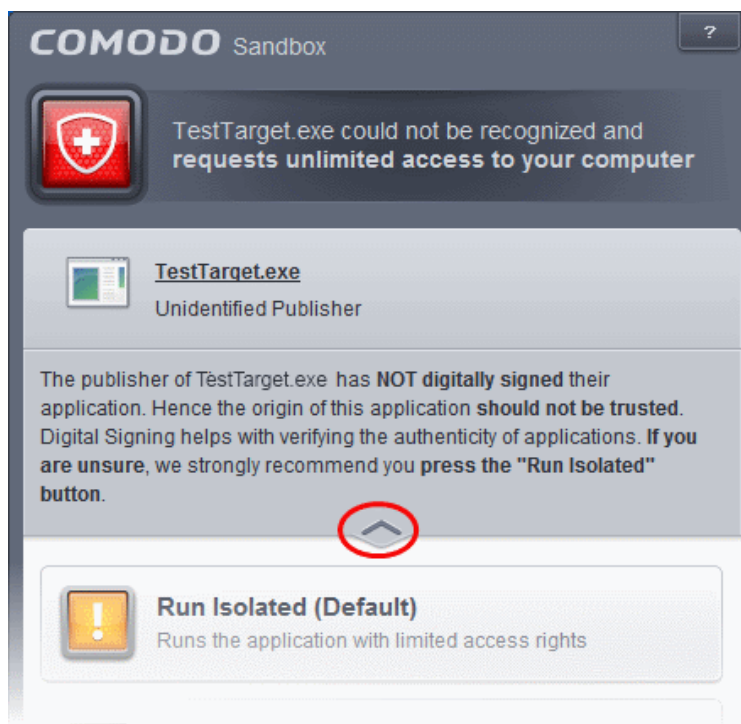 COMODO Sandbox
?
TestTarget.exe could not be recognized and
requests unlimited access to your computer
TestTarget.exe
Unidentified Publisher
The publisher of TestTarget.exe has NOT digitally signed their
application. Hence the origin of this application should not be trusted.
Digital Signing helps with verifying the authenticity of applications. If you
are unsure, we strongly recommend you press the "Run Isolated"
button.
Run Isolated (Default)
Runs the application with limited access rights